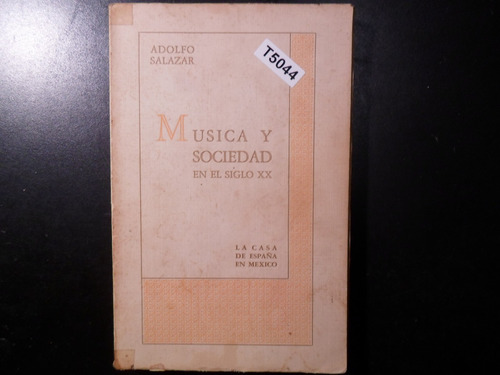 ADOLFO
SALAZAR
T5044
MUSICA Y
SOCIEDAD
EN EL SIGLO XX
LA CASA
DE ESPAÑA
EN MEXICO